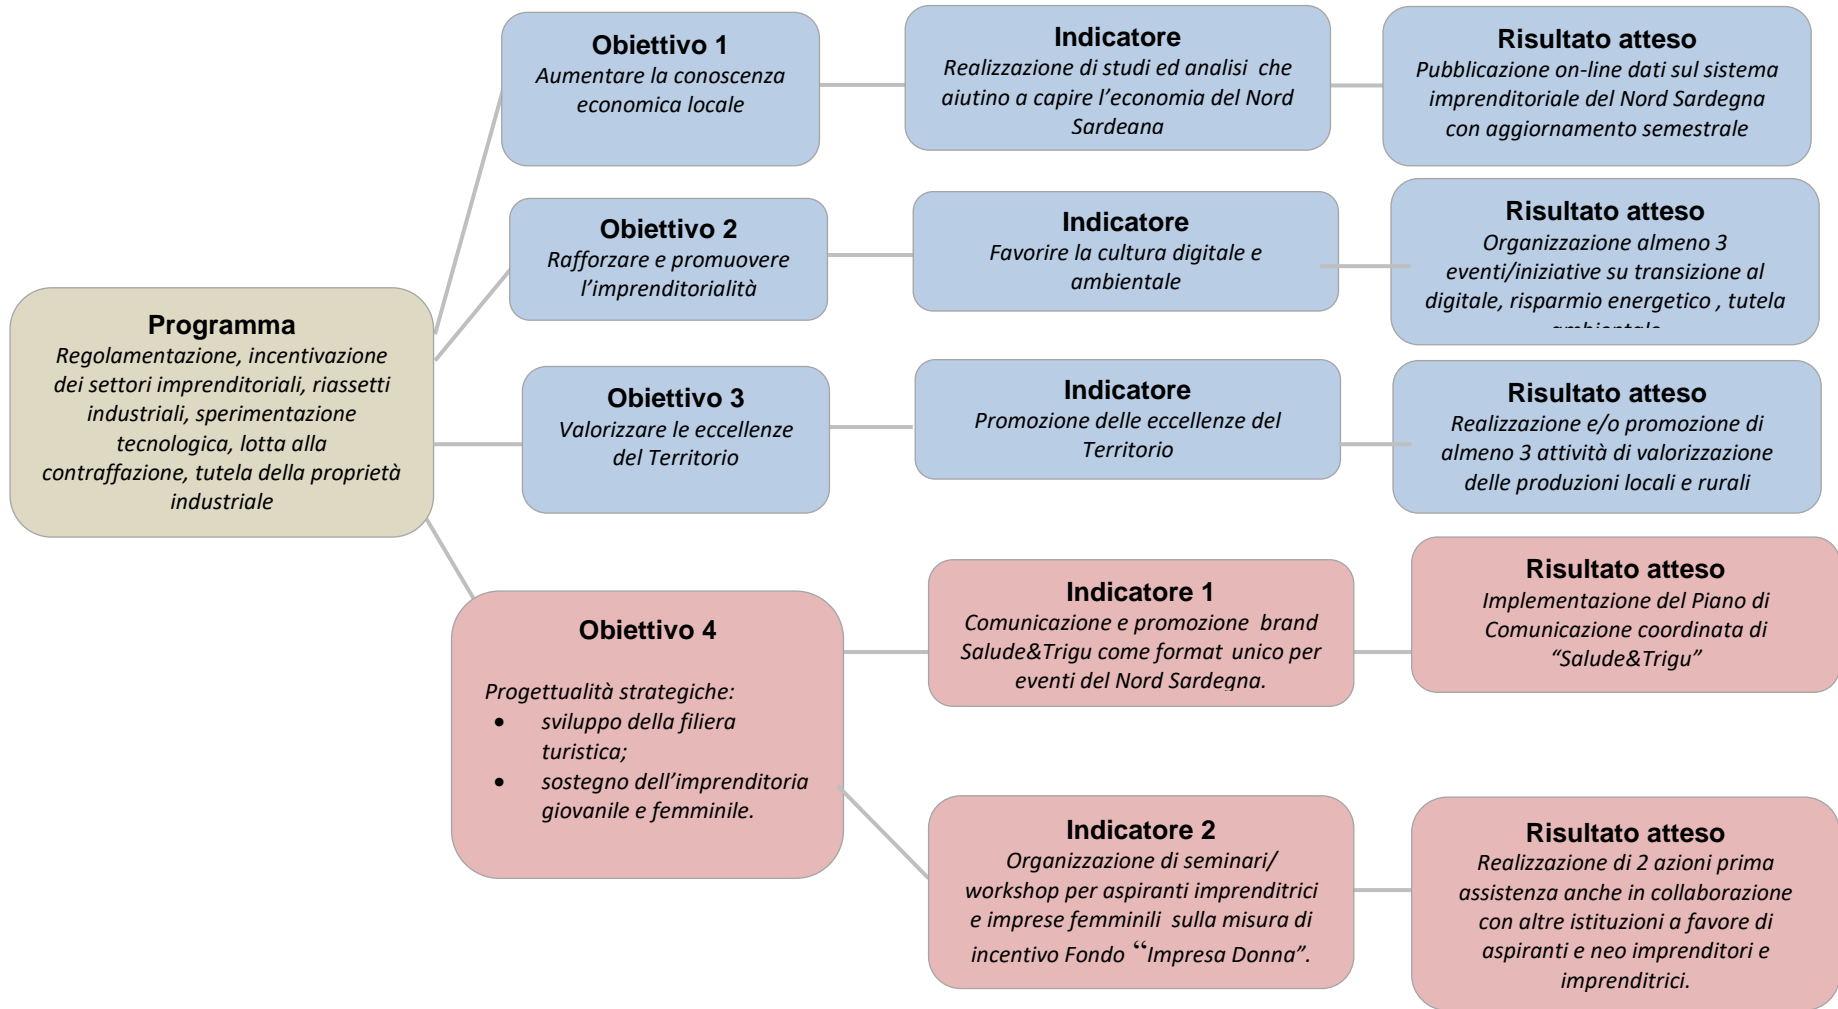 Programma
Regolamentazione, incentivazione
dei settori imprenditoriali, riassetti
industriali, sperimentazione
tecnologica, lotta alla
contraffazione, tutela della proprietà
industriale
Obiettivo 1
Aumentare la conoscenza
economica locale
Indicatore
Realizzazione di studi ed analisi che
aiutino a capire l’economia del Nord
Sardegna
Risultato atteso
Pubblicazione on-line dati sul sistema
imprenditoriale del Nord Sardegna
con aggiornamento semestrale
Obiettivo 2
Rafforzare e promuovere
l’imprenditorialità
Indicatore
Favorire la cultura digitale e
ambientale
Risultato atteso
Organizzazione almeno 3
eventi/iniziative su transizione al
digitale, risparmio energetico , tutela
ambientale
Obiettivo 3
Valorizzare le eccellenze
del Territorio
Indicatore
Promozione delle eccellenze del
Territorio
Risultato atteso
Realizzazione e/o promozione di
almeno 3 attività di valorizzazione
delle produzioni locali e rurali
Obiettivo 4
Progettualità strategiche:
• sviluppo della filiera
turistica;
• sostegno dell’imprenditoria
giovanile e femminile.
Indicatore 1
Comunicazione e promozione brand
Salude&Trigu come format unico per
eventi del Nord Sardegna.
Risultato atteso
Implementazione del Piano di
Comunicazione coordinata di
“Salude&Trigu”
Indicatore 2
Organizzazione di seminari/
workshop per aspiranti imprenditrici
e imprese femminili sulla misura di
incentivo Fondo “Impresa Donna”.
Risultato atteso
Realizzazione di 2 azioni prima
assistenza anche in collaborazione
con altre istituzioni a favore di
aspiranti e neo imprenditori e
imprenditrici.